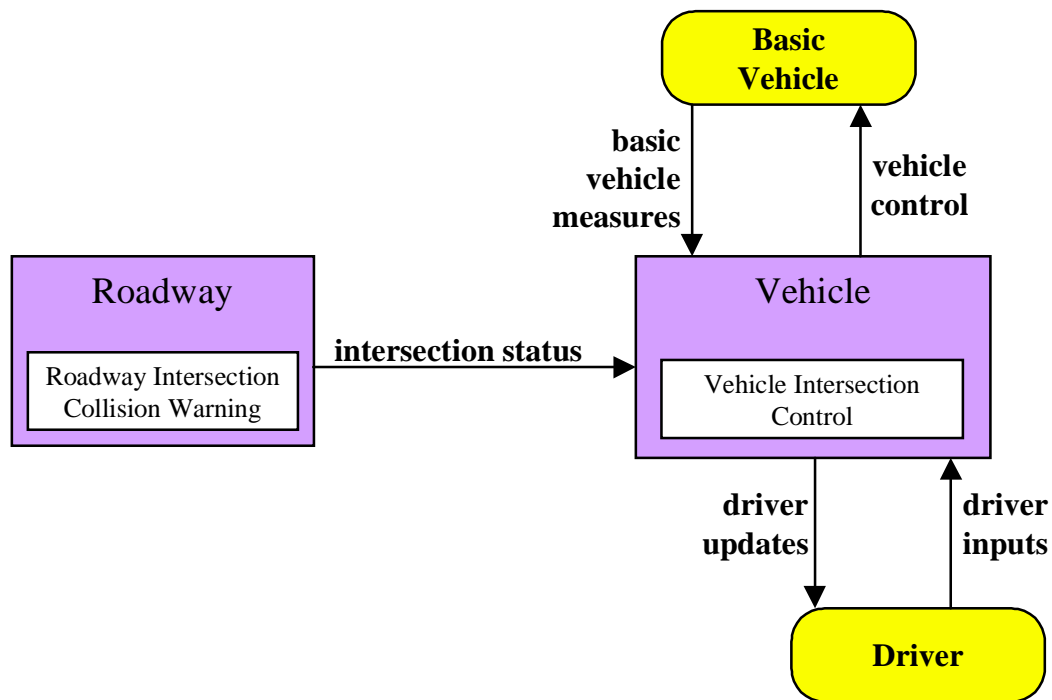 Basic
Vehicle
basic
vehicle
measures
vehicle
control
Roadway
Roadway Intersection
Collision Warning
intersection status
Vehicle
Vehicle Intersection
Control
driver
updates
driver
inputs
Driver